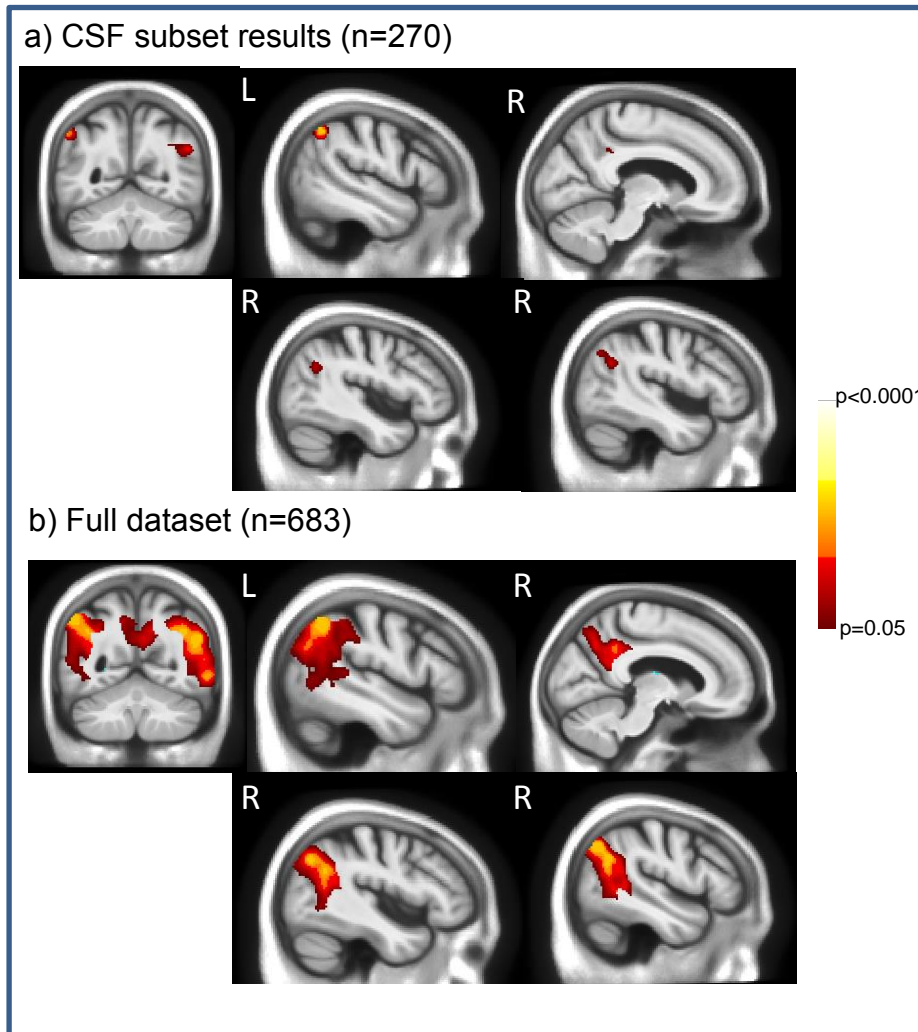 a) CSF subset results (n=270)
L
R
R
R
p<0.0001
p=0.05
b) Full dataset (n=683)
L
R
R
R